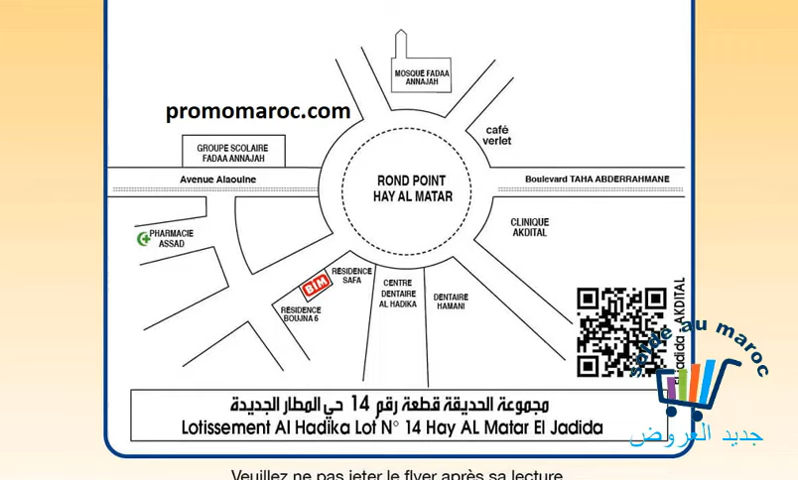 MOSQUE FADAA
ANNAJAH
promomaroc.com
café
verlet
GROUPE SCOLAIRE
FADAA ANNAJAH
ROND POINT
HAY AL MATAR
Avenue Alaouine
Boulevard TAHA ABDERRAHMANE
CLINIQUE
AKDITAL
PHARMACIE
ASSAD
RÉSIDENCE
SAFA
BIM
CENTRE
DENTAIRE
AL HADIKA
DENTAIRE
HAMANI
RÉSIDENCE
BOUJNA 6
El Jadida AKDITAL
solde au maroc
جديد العروض
مجموعة الحديقة قطعة رقم 14 حي المطار الجديدة
Lotissement Al Hadika Lot N° 14 Hay AL Matar El Jadida
Veuillez ne pas jeter le flyer après sa lecture